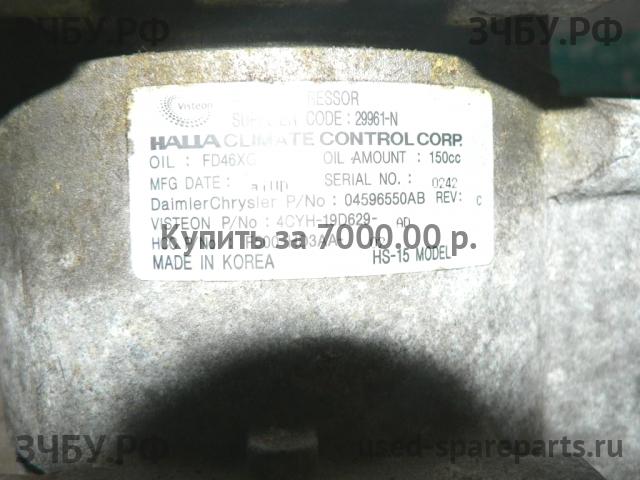 ЗЧБУ.РФ
ЗЧБУ.РФ
Visteon
RESSOR
CODE: 29961-N
HALLA CLIMATE CONTROL CORP.
OIL : FD46XG OIL AMOUNT : 150cc
MFG DATE: SERIAL NO. : 0242
DaimlerChrysler P/No : 04596550AB REV: C
VISTEON P/No : 4CYH-19D629- AD
Купить за 7000.00 р.
MADE IN KOREA HS-15 MODEL
ЗЧБУ.РФ
used-spareparts.ru